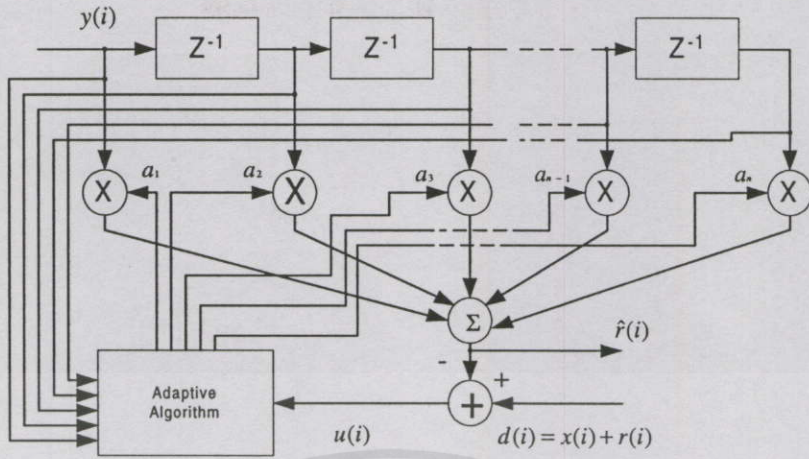 y(i)
Z⁻¹
Z⁻¹
Z⁻¹
a₁
a₂
a₃
aₙ₋₁
aₙ
X
X
X
X
X
Σ
r̂(i)
-
+
+
Adaptive
Algorithm
u(i)
d(i) = x(i) + r(i)